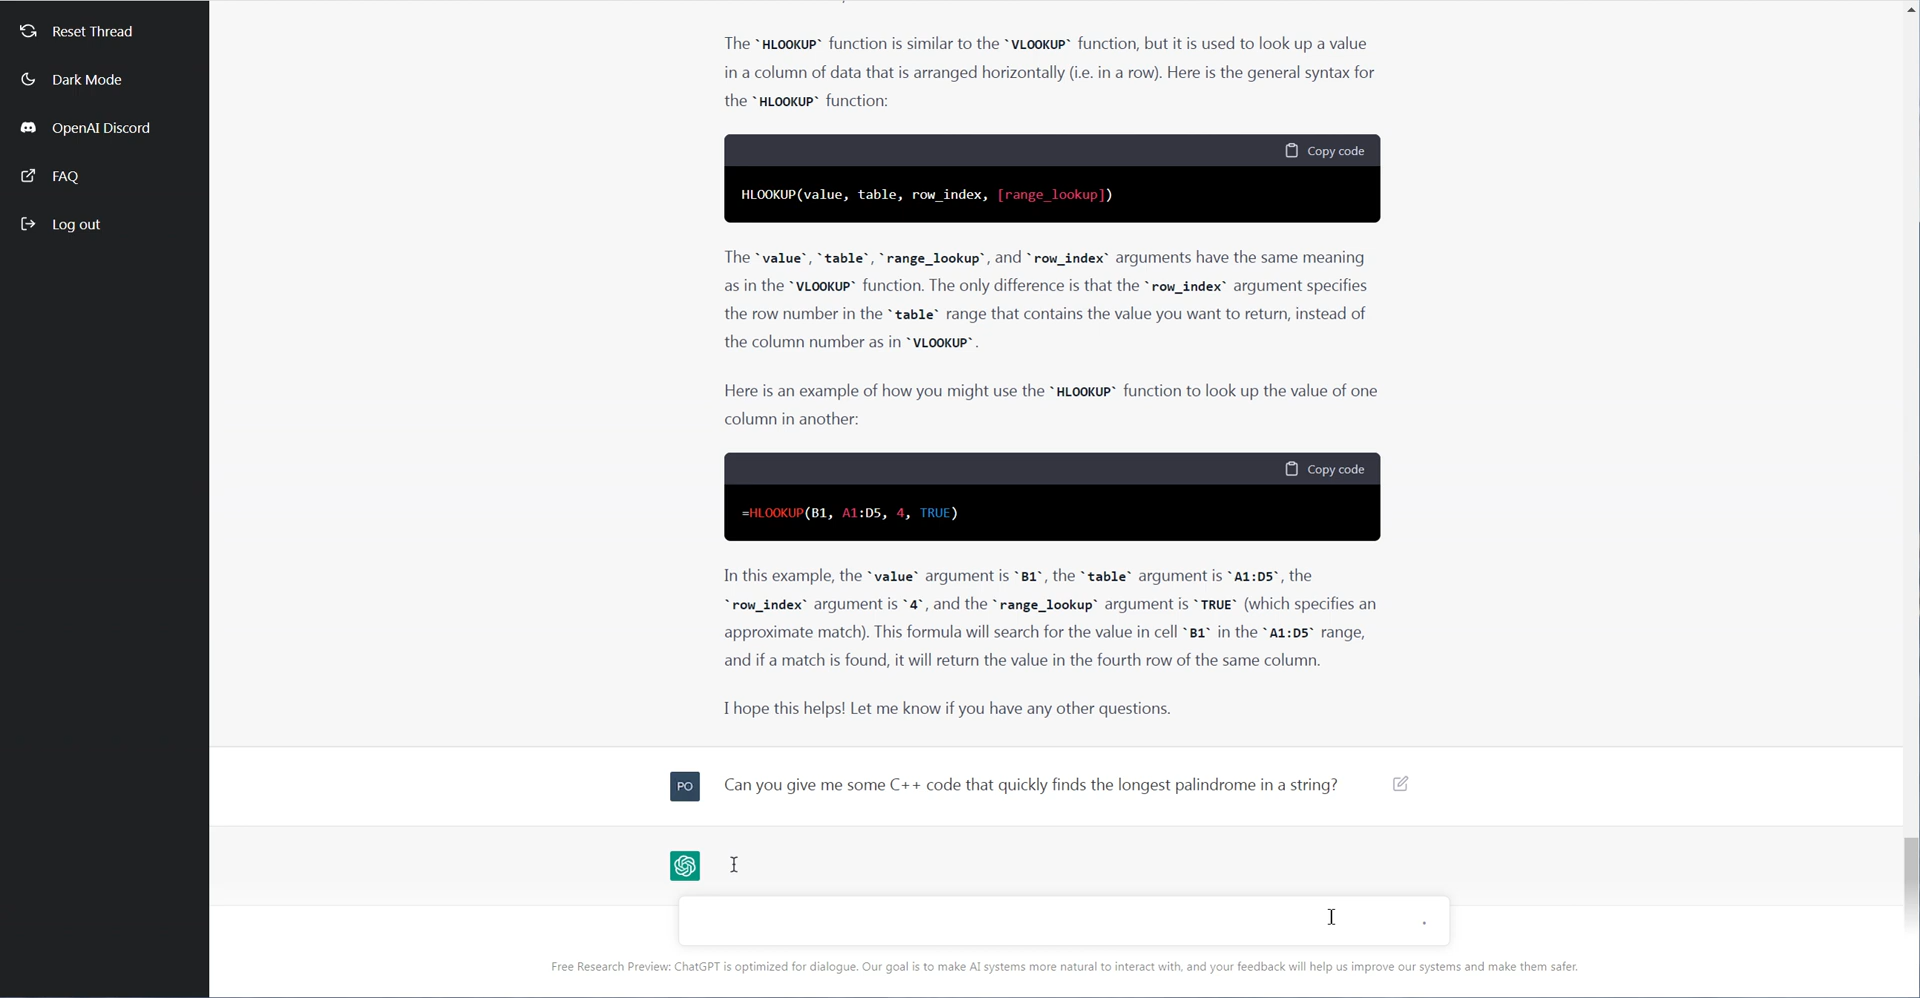 Reset Thread
Dark Mode
OpenAI Discord
FAQ
Log out
The `HLOOKUP` function is similar to the `VLOOKUP` function, but it is used to look up a value
in a column of data that is arranged horizontally (i.e. in a row). Here is the general syntax for
the `HLOOKUP` function:
Copy code
HLOOKUP(value, table, row_index, [range_lookup])
The `value`, `table`, `range_lookup`, and `row_index` arguments have the same meaning
as in the `VLOOKUP` function. The only difference is that the `row_index` argument specifies
the row number in the `table` range that contains the value you want to return, instead of
the column number as in `VLOOKUP`.
Here is an example of how you might use the `HLOOKUP` function to look up the value of one
column in another:
Copy code
=HLOOKUP(B1, A1:D5, 4, TRUE)
In this example, the `value` argument is `B1`, the `table` argument is `A1:D5`, the
`row_index` argument is `4`, and the `range_lookup` argument is `TRUE` (which specifies an
approximate match). This formula will search for the value in cell `B1` in the `A1:D5` range,
and if a match is found, it will return the value in the fourth row of the same column.
I hope this helps! Let me know if you have any other questions.
PO
Can you give me some C++ code that quickly finds the longest palindrome in a string?
Free Research Preview: ChatGPT is optimized for dialogue. Our goal is to make AI systems more natural to interact with, and your feedback will help us improve our systems and make them safer.